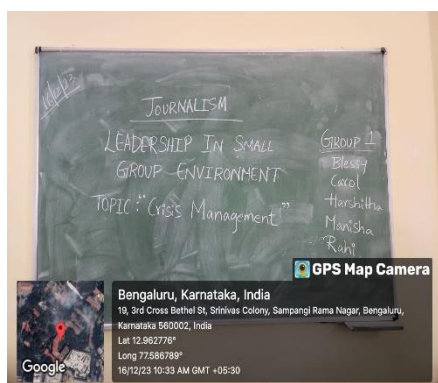 16/12/23
JOURNALISM
LEADERSHIP IN SMALL
GROUP ENVIRONMENT
TOPIC: "Crisis Management"
GROUP 1
Blessy
Carol
Harshitha
Manisha
Rahi
GPS Map Camera
Bengaluru, Karnataka, India
19, 3rd Cross Bethel St, Srinivas Colony, Sampangi Rama Nagar, Bengaluru,
Karnataka 560002, India
Lat 12.962776°
Long 77.586789°
16/12/23 10:33 AM GMT +05:30
Google